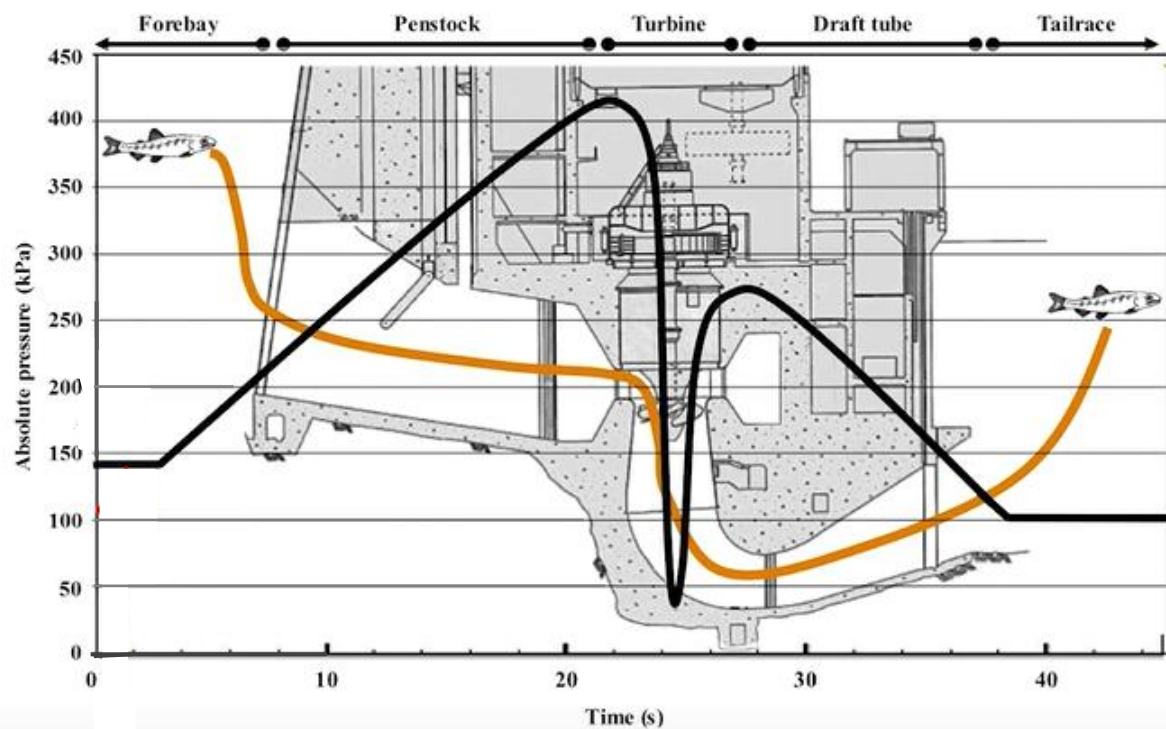 Forebay Penstock Turbine Draft tube Tailrace
450
400
350
300
250
200
150
100
50
0
Absolute pressure (kPa)
0 10 20 30 40
Time (s)